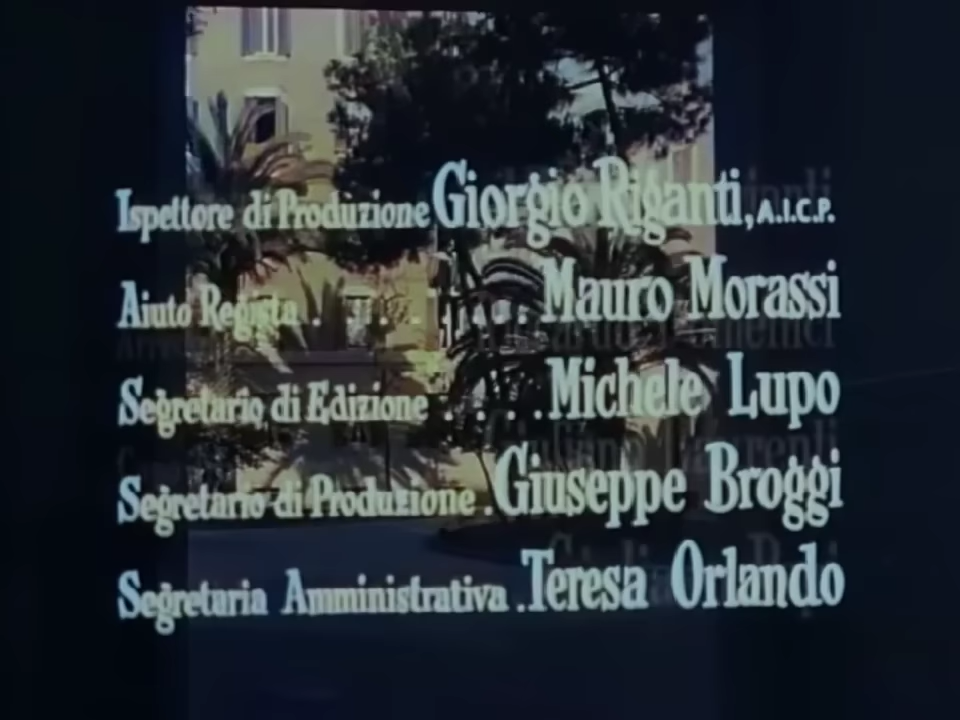 Ispettore di Produzione Giorgio Riganti, A.I.C.P.
Aiuto Regista . . . . . . . Mauro Morassi
Segretario di Edizione . . . . Michele Lupo
Segretario di Produzione . Giuseppe Broggi
Segretaria Amministrativa . Teresa Orlando